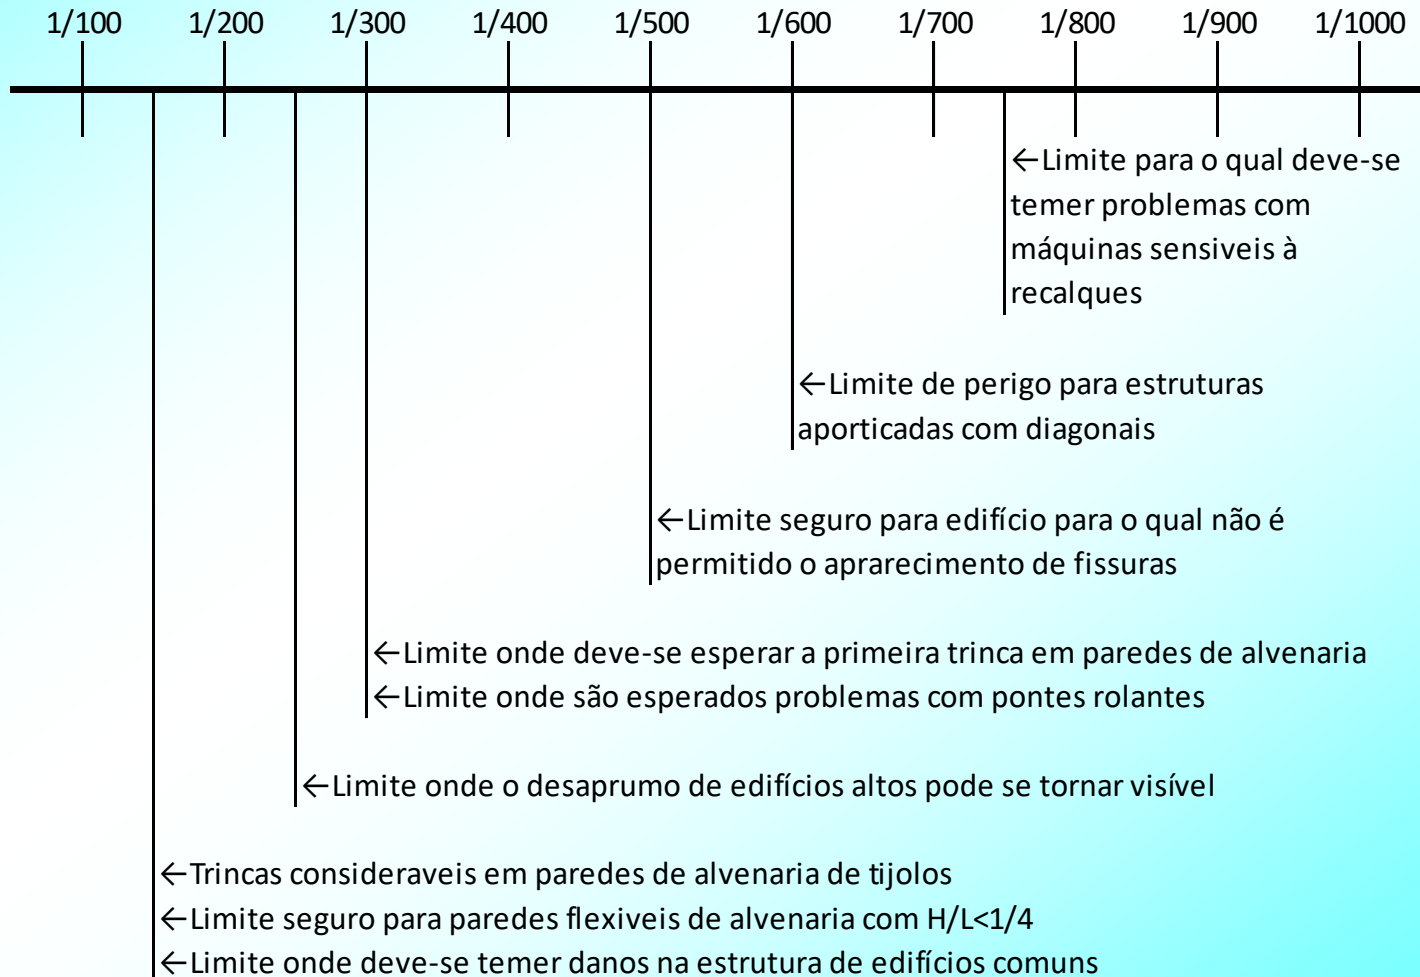 1/100 1/200 1/300 1/400 1/500 1/600 1/700 1/800 1/900 1/1000
←Limite para o qual deve-se
temer problemas com
máquinas sensiveis à
recalques
←Limite de perigo para estruturas
aporticadas com diagonais
←Limite seguro para edifício para o qual não é
permitido o aprarecimento de fissuras
←Limite onde deve-se esperar a primeira trinca em paredes de alvenaria
←Limite onde são esperados problemas com pontes rolantes
←Limite onde o desaprumo de edifícios altos pode se tornar visível
←Trincas consideraveis em paredes de alvenaria de tijolos
←Limite seguro para paredes flexiveis de alvenaria com H/L<1/4
←Limite onde deve-se temer danos na estrutura de edifícios comuns